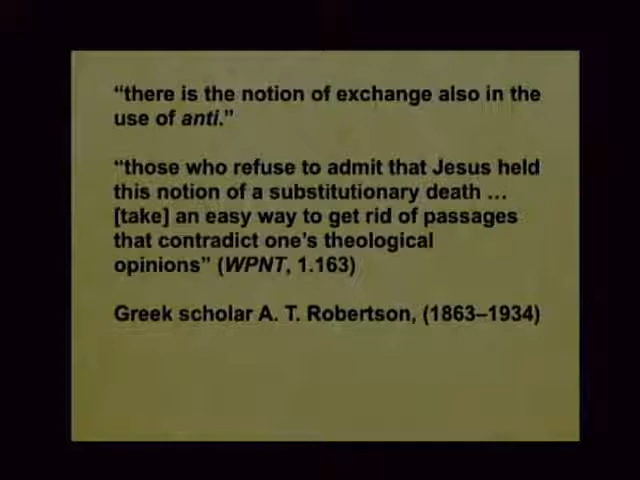 “there is the notion of exchange also in the
use of anti.”
“those who refuse to admit that Jesus held
this notion of a substitutionary death …
[take] an easy way to get rid of passages
that contradict one’s theological
opinions” (WPNT, 1.163)
Greek scholar A. T. Robertson, (1863–1934)